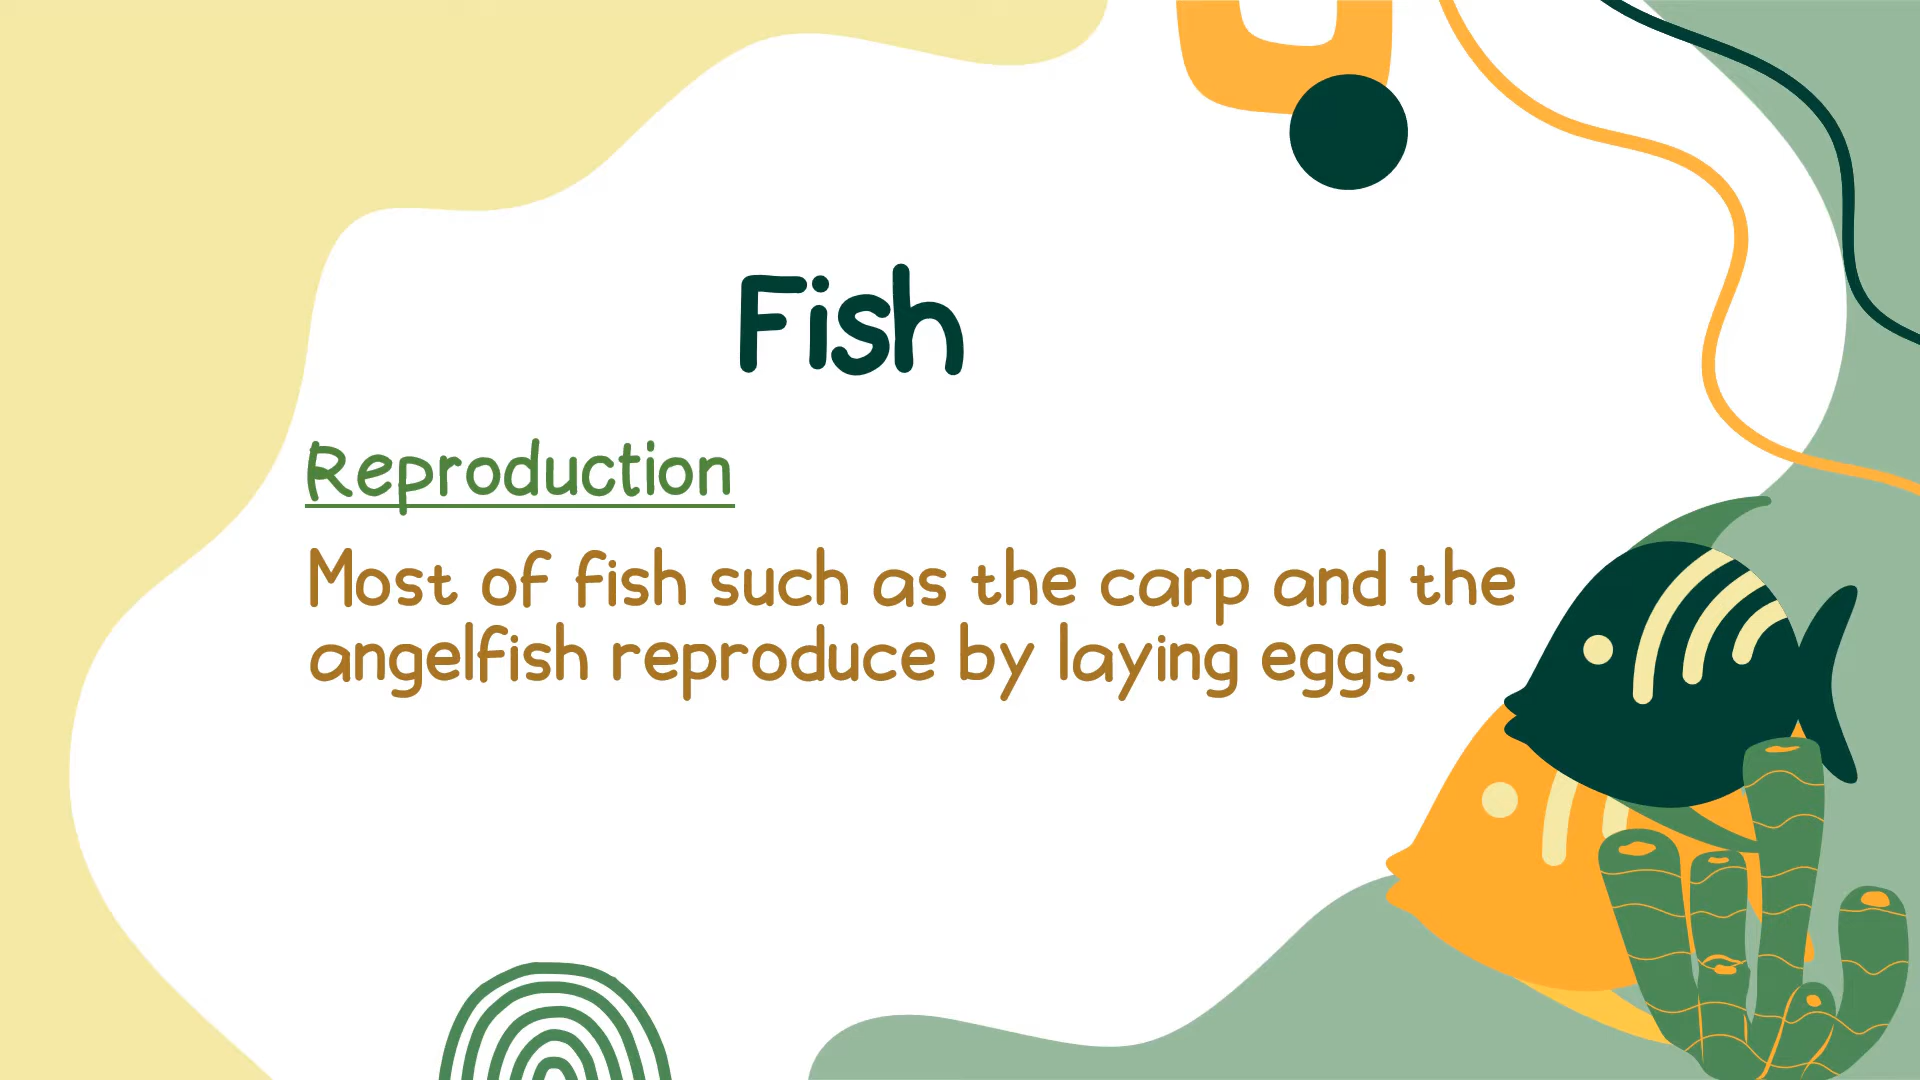 Fish
Reproduction
Most of fish such as the carp and the
angelfish reproduce by laying eggs.